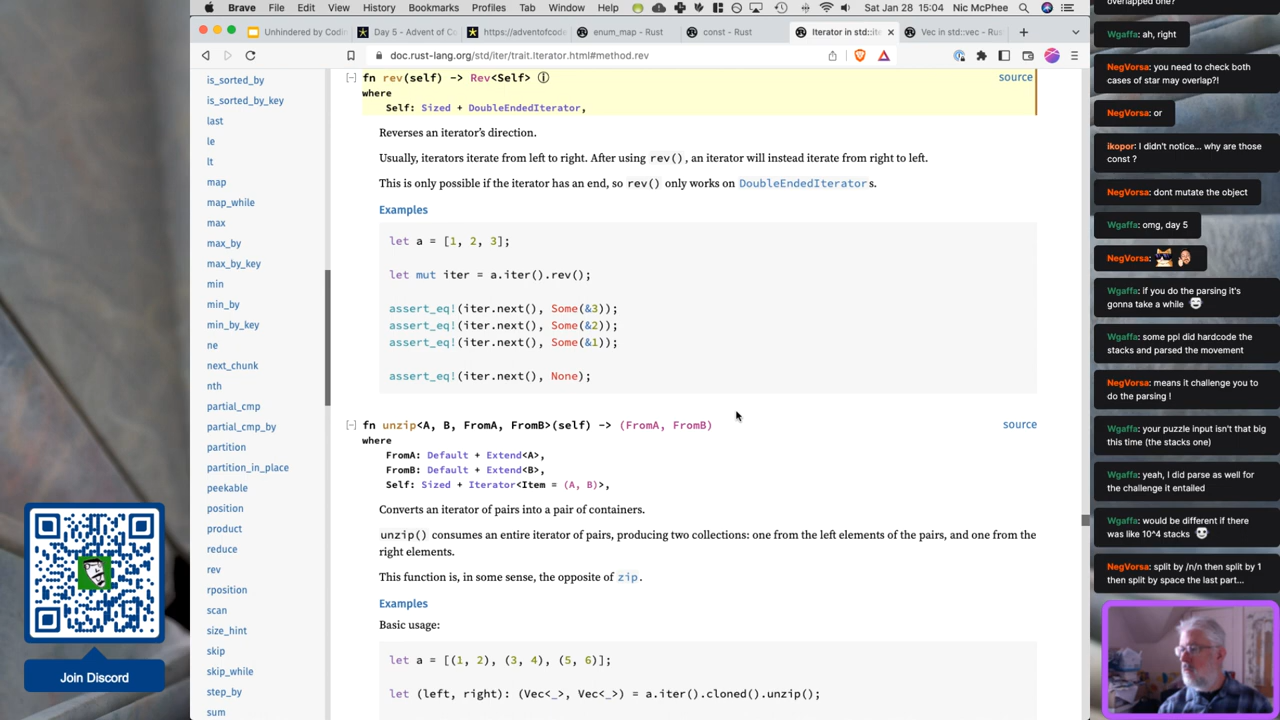 Brave File Edit View History Bookmarks Profiles Tab Window Help Sat Jan 28 15:04 Nic McPhee
Unhindered by Codin
Day 5 - Advent of Co
https://adventofcode
enum_map - Rust
const - Rust
Iterator in std::ite
Vec in std::vec - Rus
doc.rust-lang.org/std/iter/trait.Iterator.html#method.rev
is_sorted_by
is_sorted_by_key
last
le
lt
map
map_while
max
max_by
max_by_key
min
min_by
min_by_key
ne
next_chunk
nth
partial_cmp
partial_cmp_by
partition
partition_in_place
peekable
position
product
reduce
rev
rposition
scan
size_hint
skip
skip_while
step_by
sum
[-] fn rev(self) -> Rev<Self> ⓘ source
where
Self: Sized + DoubleEndedIterator,
Reverses an iterator’s direction.
Usually, iterators iterate from left to right. After using rev(), an iterator will instead iterate from right to left.
This is only possible if the iterator has an end, so rev() only works on DoubleEndedIterators.
Examples
let a = [1, 2, 3];
let mut iter = a.iter().rev();
assert_eq!(iter.next(), Some(&3));
assert_eq!(iter.next(), Some(&2));
assert_eq!(iter.next(), Some(&1));
assert_eq!(iter.next(), None);
[-] fn unzip<A, B, FromA, FromB>(self) -> (FromA, FromB) source
where
FromA: Default + Extend<A>,
FromB: Default + Extend<B>,
Self: Sized + Iterator<Item = (A, B)>,
Converts an iterator of pairs into a pair of containers.
unzip() consumes an entire iterator of pairs, producing two collections: one from the left elements of the pairs, and one from the
right elements.
This function is, in some sense, the opposite of zip.
Examples
Basic usage:
let a = [(1, 2), (3, 4), (5, 6)];
let (left, right): (Vec<_>, Vec<_>) = a.iter().cloned().unzip();
overlapped one?
Wgaffa: ah, right
NegVorsa: you need to check both
cases of star may overlap?!
NegVorsa: or
ikopor: I didn't notice... why are those
const ?
NegVorsa: dont mutate the object
Wgaffa: omg, day 5
NegVorsa:
Wgaffa: if you do the parsing it's
gonna take a while
Wgaffa: some ppl did hardcode the
stacks and parsed the movement
NegVorsa: means it challenge you to
do the parsing !
Wgaffa: your puzzle input isn't that big
this time (the stacks one)
Wgaffa: yeah, I did parse as well for
the challenge it entailed
Wgaffa: would be different if there
was like 10^4 stacks
NegVorsa: split by /n/n then split by 1
then split by space the last part...
Join Discord